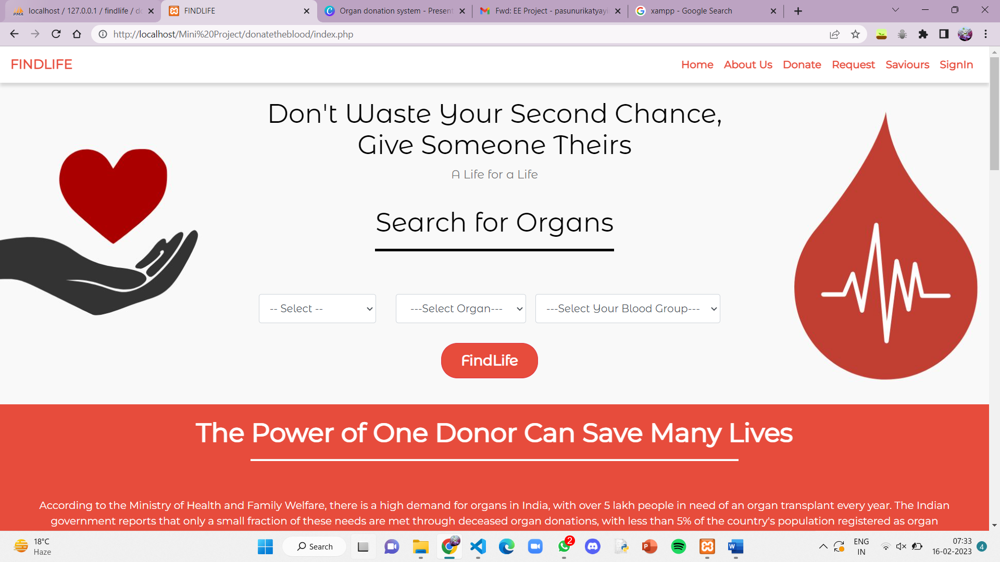 PMA localhost / 127.0.0.1 / findlife / do
FINDLIFE
Organ donation system - Present
Fwd: EE Project - pasunurikatyayi
xampp - Google Search
http://localhost/Mini%20Project/donatetheblood/index.php
FINDLIFE
Home About Us Donate Request Saviours SignIn
Don't Waste Your Second Chance,
Give Someone Theirs
A Life for a Life
Search for Organs
-- Select --
---Select Organ---
---Select Your Blood Group---
FindLife
The Power of One Donor Can Save Many Lives
According to the Ministry of Health and Family Welfare, there is a high demand for organs in India, with over 5 lakh people in need of an organ transplant every year. The Indian
government reports that only a small fraction of these needs are met through deceased organ donations, with less than 5% of the country's population registered as organ
18°C
Haze
Search
2
ENG
IN
07:33
16-02-2023
4